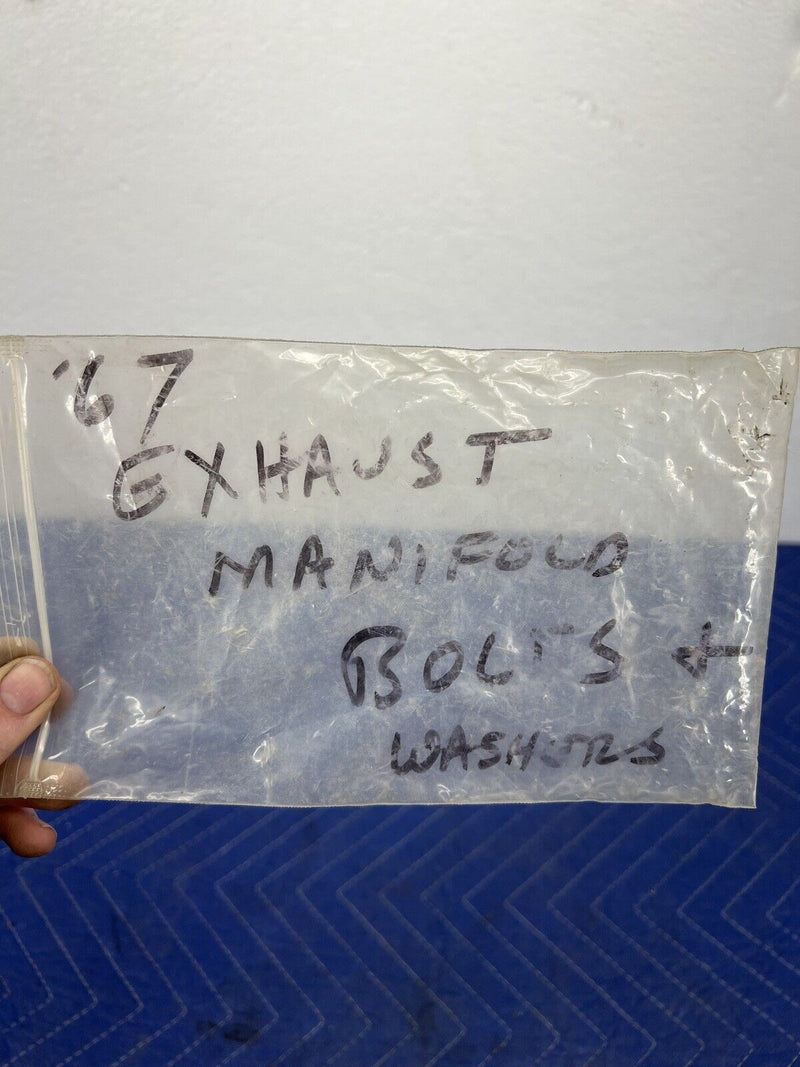 '67
EXHAUST
MANIFOLD
BOLTS +
WASHERS